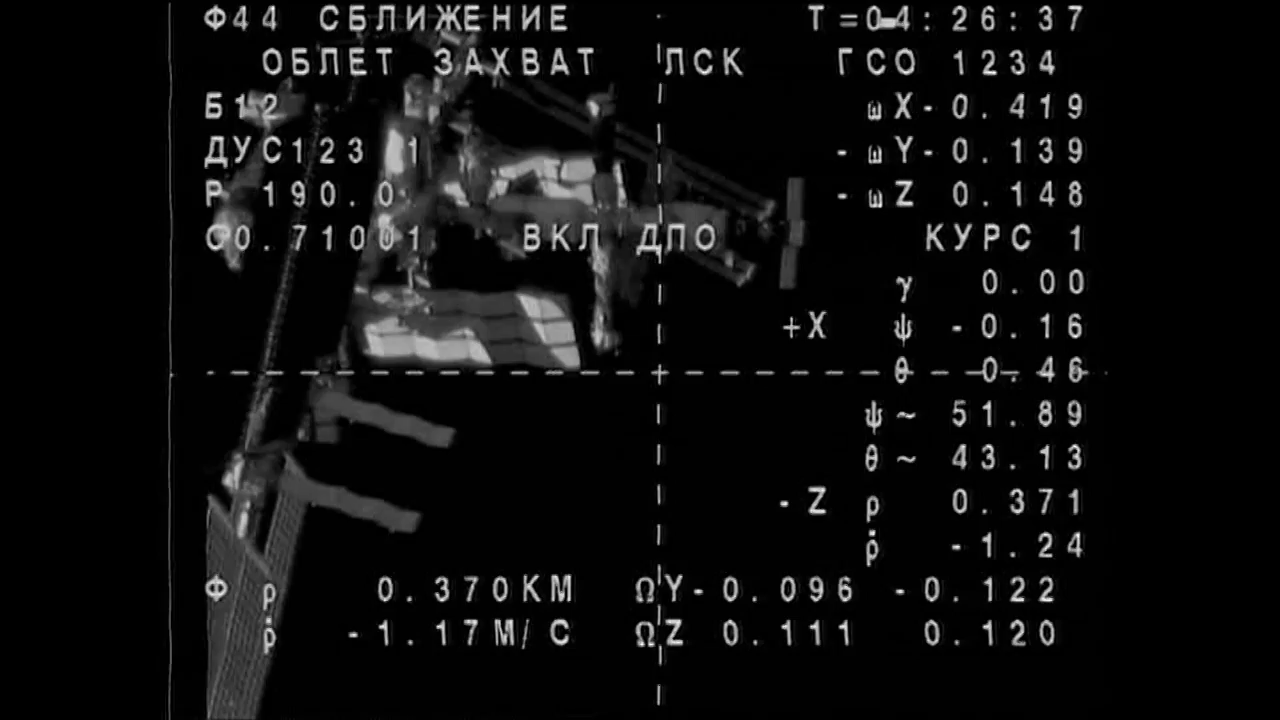 Ф44 СБЛИЖЕНИЕ T=04:26:37
ОБЛЕТ ЗАХВАТ ЛСК ГСО 1234
Б12 ωX-0.419
ДУС123 1 -ωY-0.139
Р 190.0 -ωZ 0.148
С0.71001 ВКЛ ДПО КУРС 1
γ 0.00
+X ψ -0.16
θ 0.46
ψ~ 51.89
θ~ 43.13
-Z ρ 0.371
ρ̇ -1.24
Ф ρ 0.370КМ ΩY-0.096 -0.122
ρ̇ -1.17М/С ΩZ 0.111 0.120